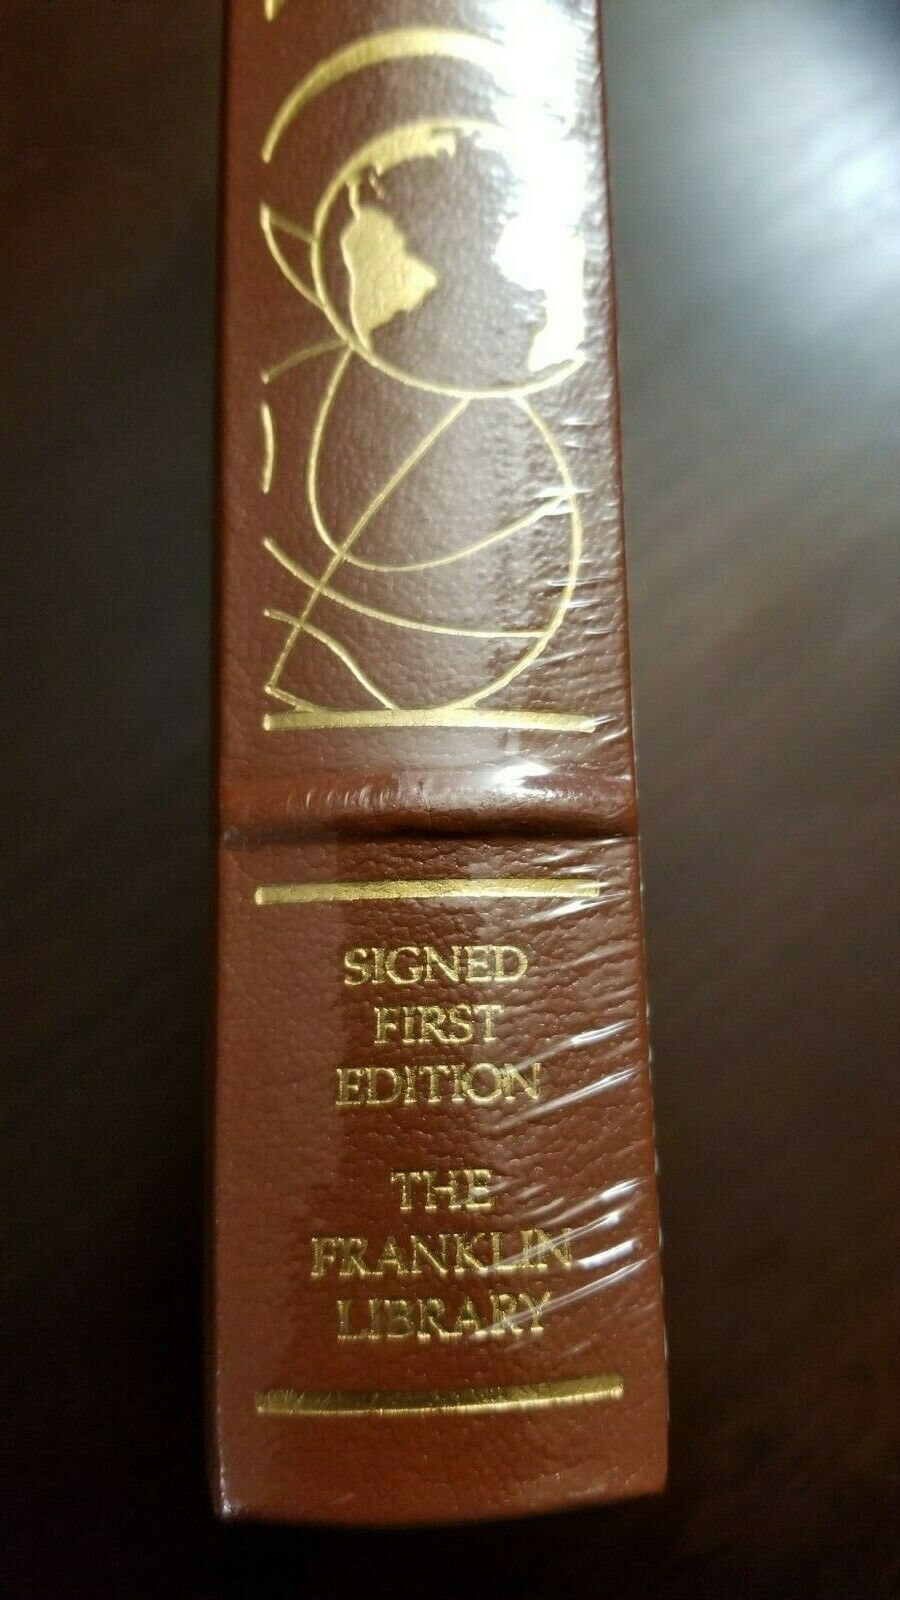 SIGNED
FIRST
EDITION
THE
FRANKLIN
LIBRARY